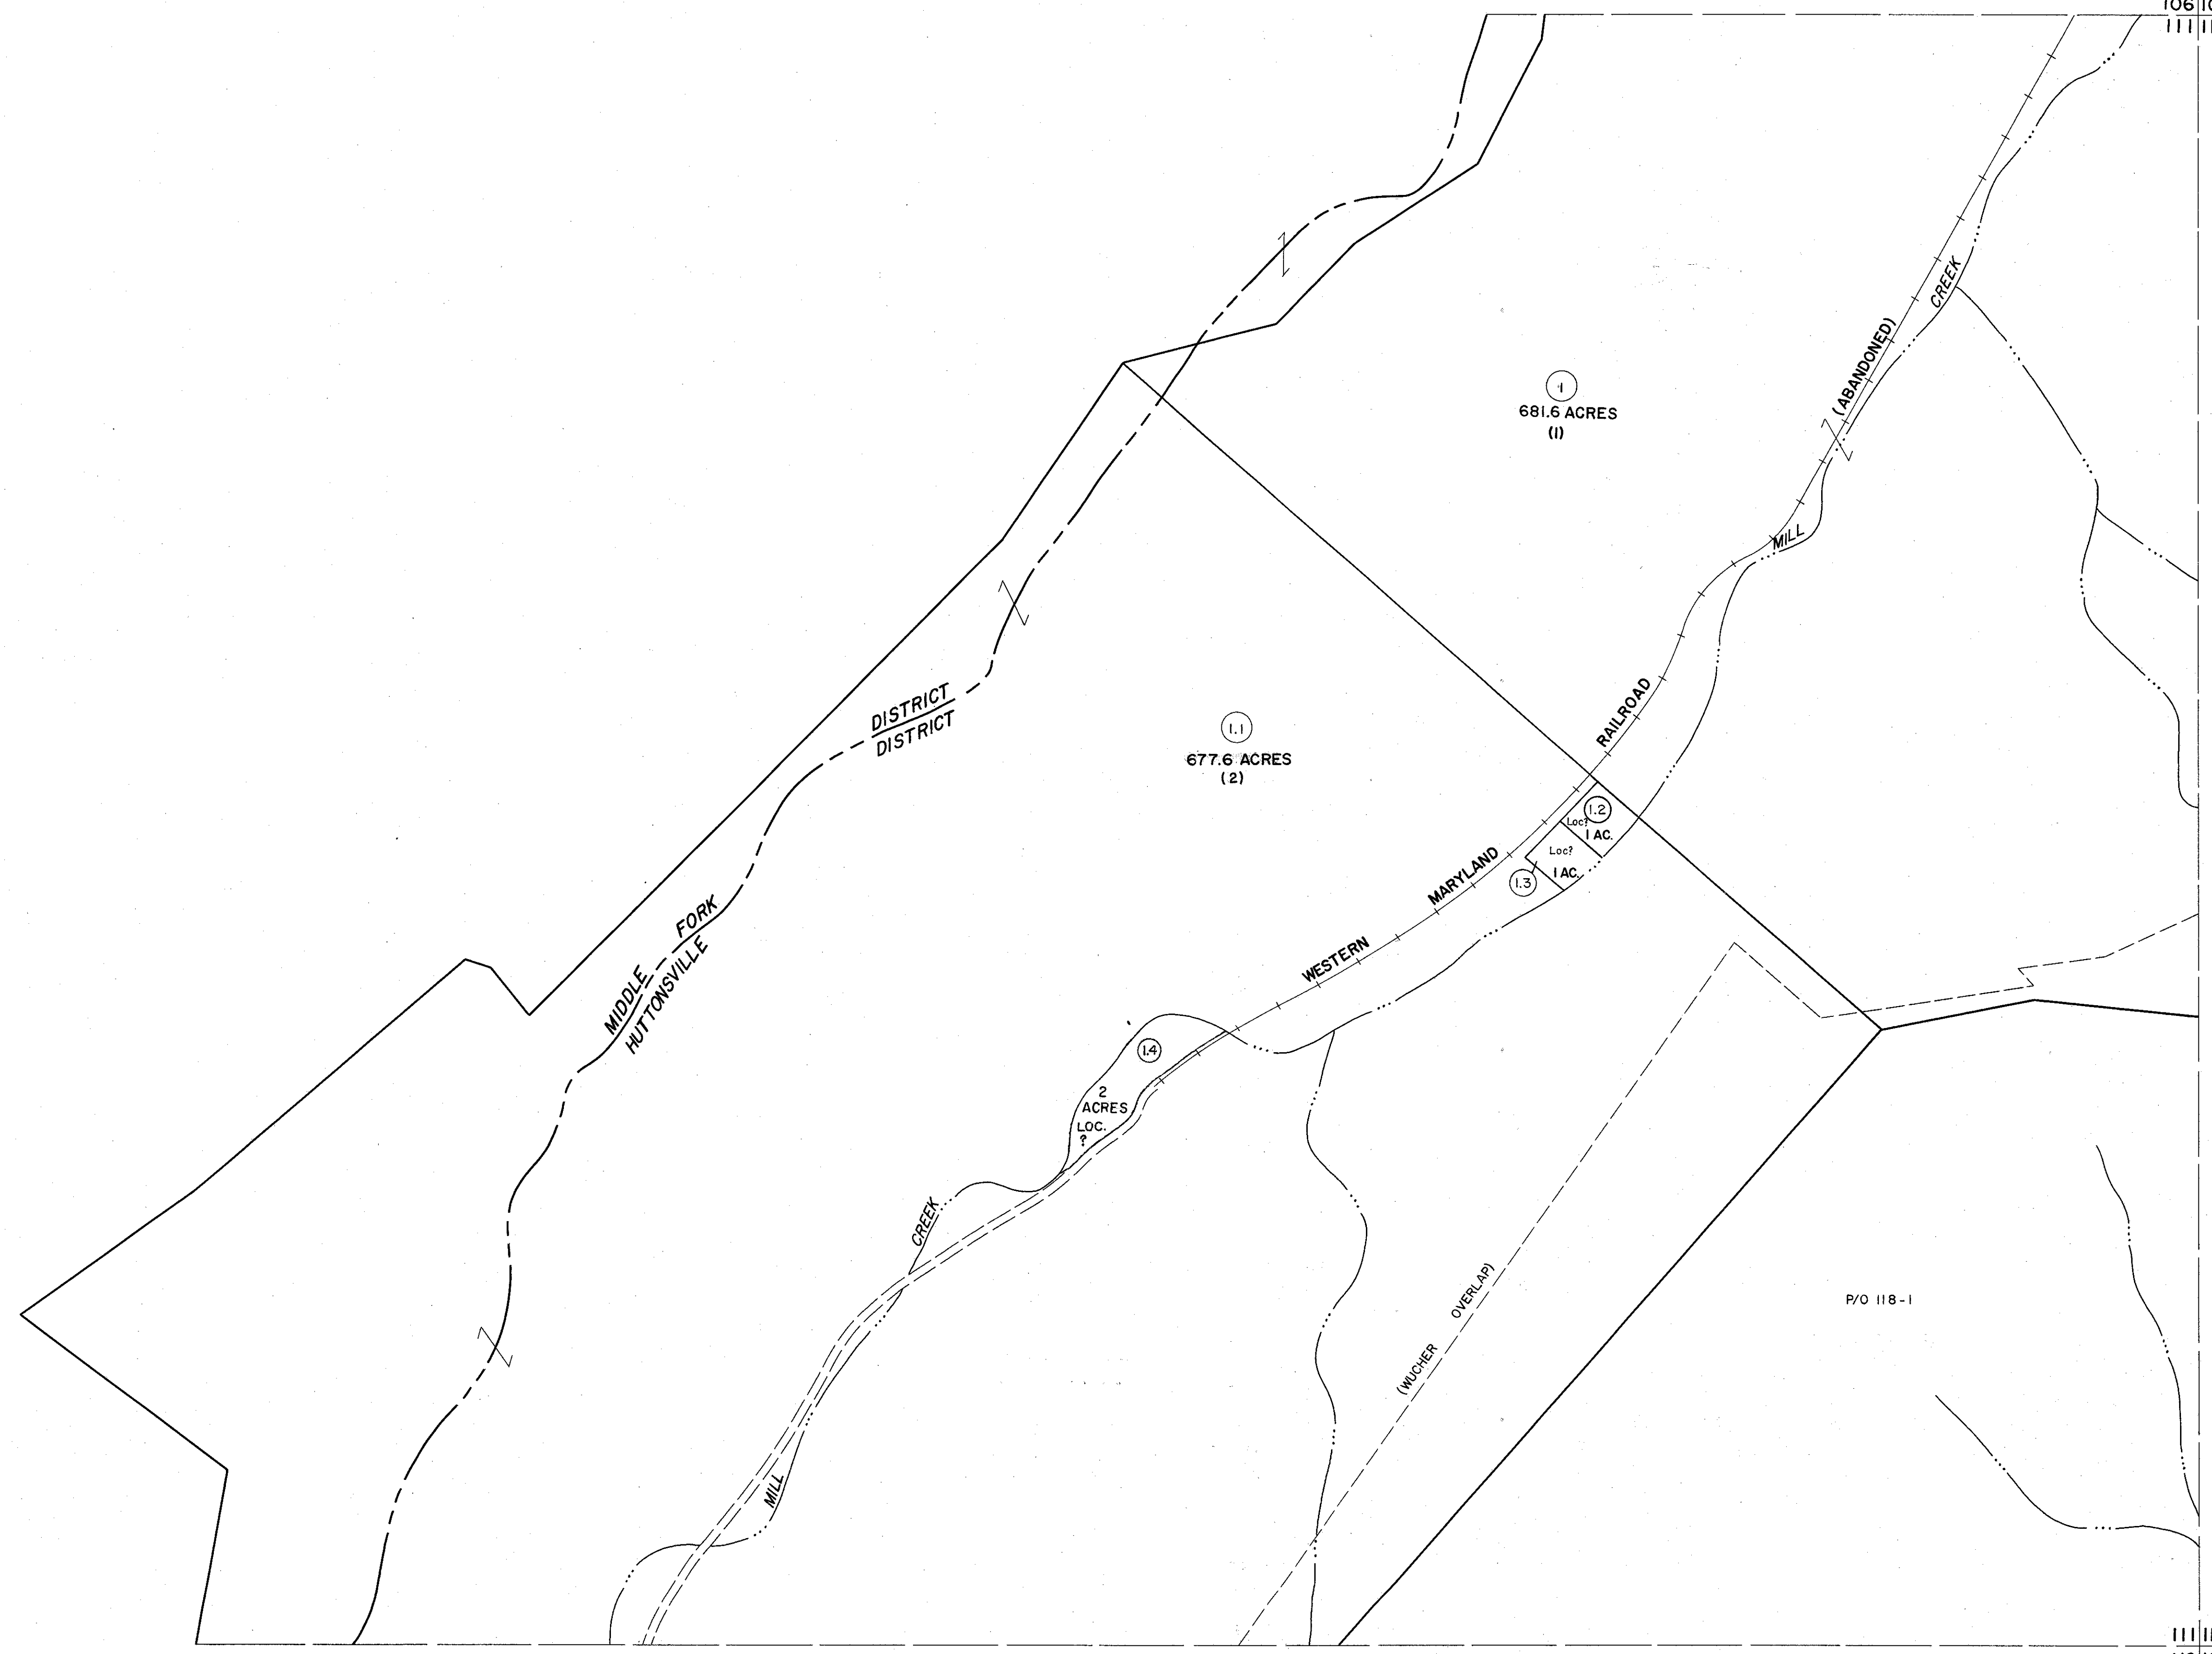 106
111
CREEK
(ABANDONED)
1
681.6 ACRES
(1)
MILL
RAILROAD
DISTRICT
DISTRICT
1.1
677.6 ACRES
(2)
1.2
Loc?
1 AC.
Loc?
1 AC.
1.3
MARYLAND
WESTERN
MIDDLE FORK
HUTTONSVILLE
1.4
2
ACRES
LOC.
?
CREEK
MILL
(WUCHER OVERLAP)
P/O 118-1
111